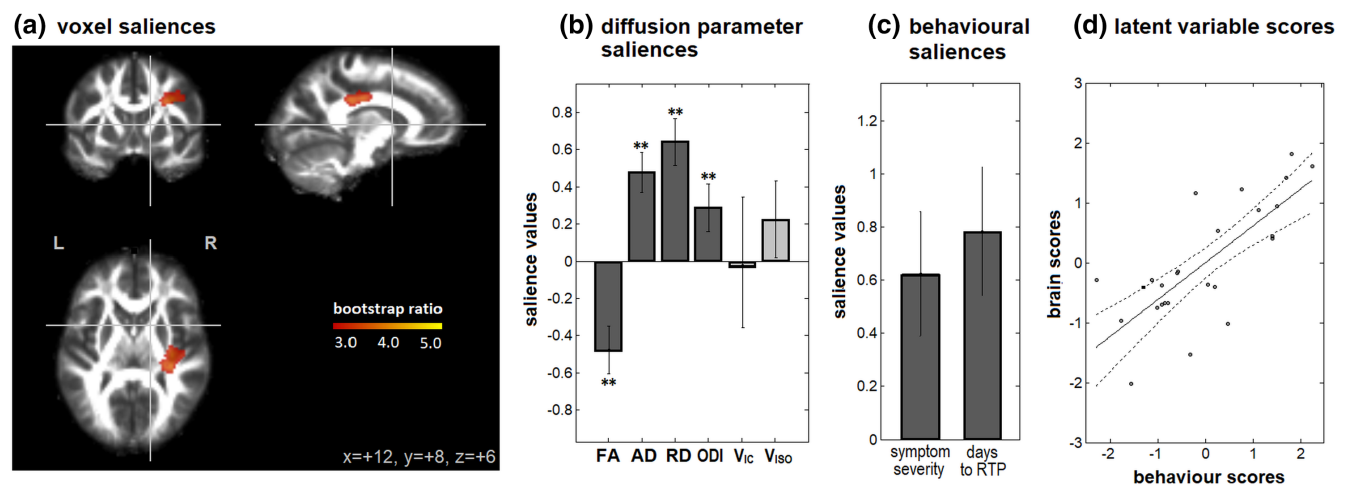 (a) voxel saliences
L
R
bootstrap ratio
3.0 4.0 5.0
x=+12, y=+8, z=+6
(b) diffusion parameter
saliences
salience values
0.8
0.6
0.4
0.2
0
-0.2
-0.4
-0.6
-0.8
**
**
**
**
FA AD RD ODI VIC VISO
(c) behavioural
saliences
salience values
1.2
1
0.8
0.6
0.4
0.2
0
symptom
severity
days
to RTP
(d) latent variable scores
brain scores
3
2
1
0
-1
-2
-3
-2 -1 0 1 2
behaviour scores